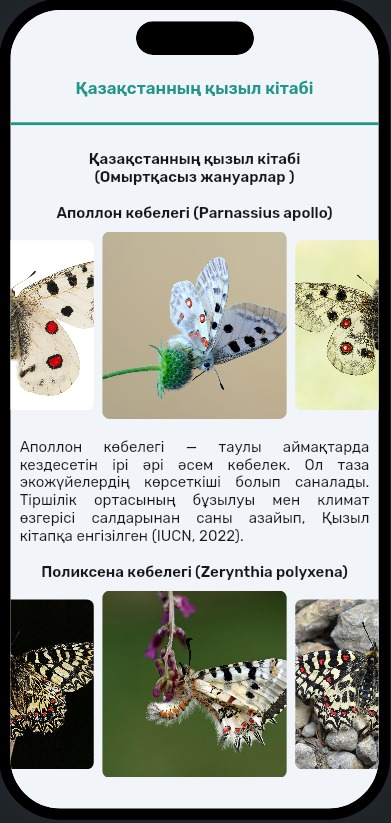 Қазақстанның қызыл кітабі
Қазақстанның қызыл кітабі
(Омыртқасыз жануарлар )
Аполлон көбелегі (Parnassius apollo)
Аполлон көбелегі – таулы аймақтарда
кездесетін ірі әрі әсем көбелек. Ол таза
экожүйелердің көрсеткіші болып саналады.
Тіршілік ортасының бұзылуы мен климат
өзгерісі салдарынан саны азайып, Қызыл
кітапқа енгізілген (IUCN, 2022).
Поликсена көбелегі (Zerynthia polyxena)